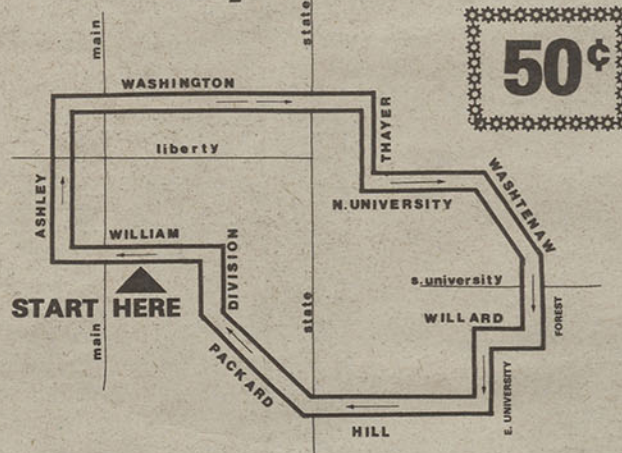 main
state
50¢
WASHINGTON
THAYER
liberty
WASHTENAW
ASHLEY
N.UNIVERSITY
WILLIAM
DIVISION
s.university
START HERE
state
WILLARD
FOREST
main
PACKARD
E. UNIVERSITY
HILL